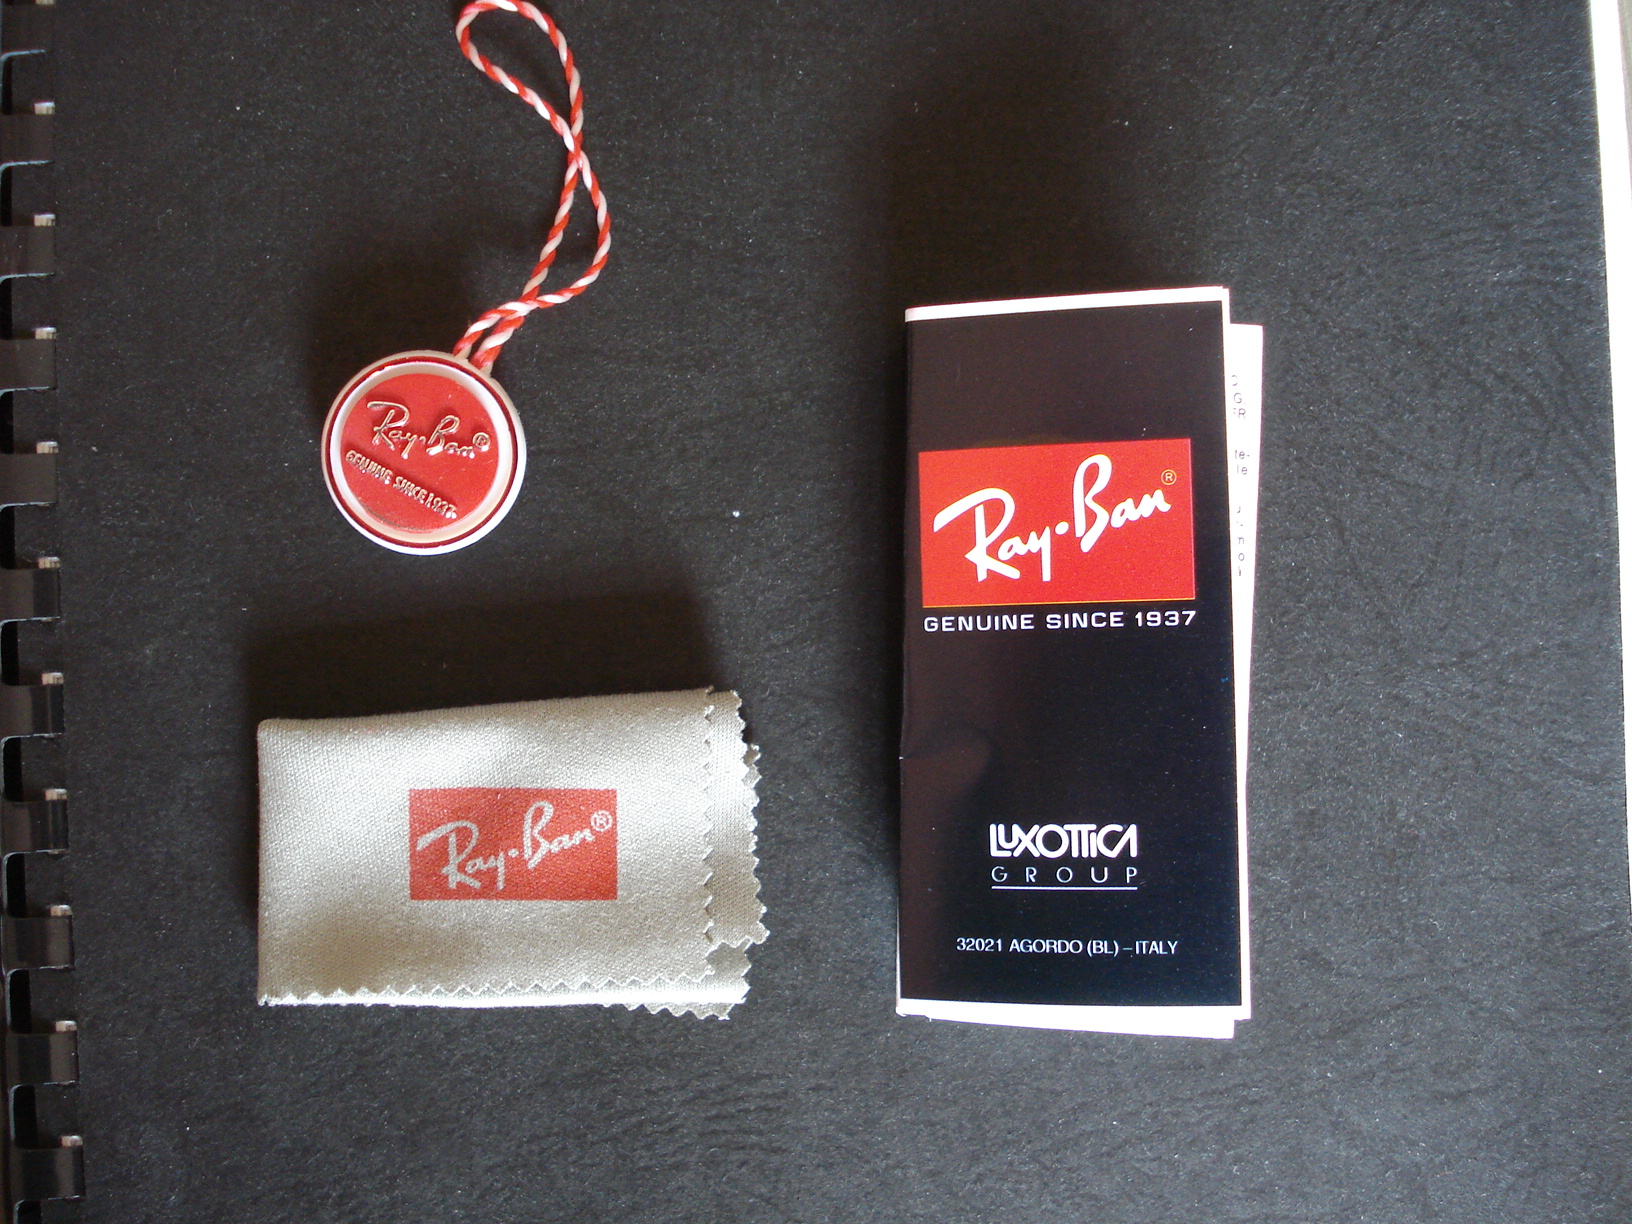 Ray-Ban®
GENUINE SINCE 1937
Ray-Ban®
Ray-Ban®
GENUINE SINCE 1937
LUXOTTICA
GROUP
32021 AGORDO (BL) – ITALY